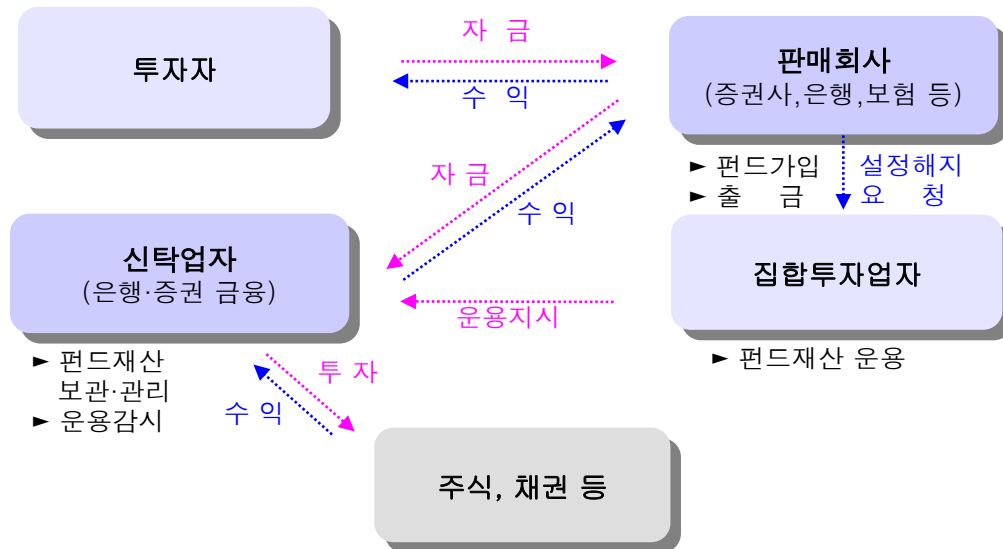 자 금
투자자
수 익
판매회사
(증권사,은행,보험 등)
► 펀드가입
► 출 금
설정해지
요 청
자 금
수 익
신탁업자
(은행·증권 금융)
집합투자업자
운용지시
► 펀드재산
보관·관리
► 운용감시
► 펀드재산 운용
투 자
수 익
주식, 채권 등